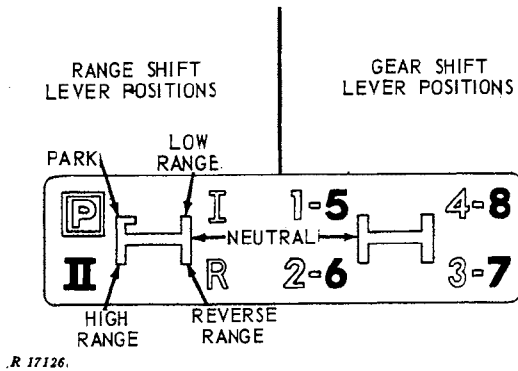 RANGE SHIFT
LEVER POSITIONS
GEAR SHIFT
LEVER POSITIONS
PARK
LOW
RANGE
P
I
1-5
4-8
NEUTRAL
II
R
2-6
3-7
HIGH
RANGE
REVERSE
RANGE
R 17126